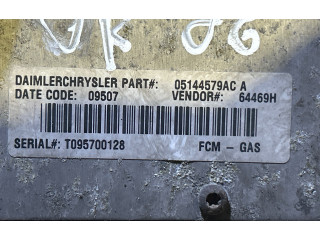 DAIMLERCHRYSLER PART#: 05144579AC A
DATE CODE: 09507 VENDOR#: 64469H
SERIAL#: T095700128 FCM - GAS